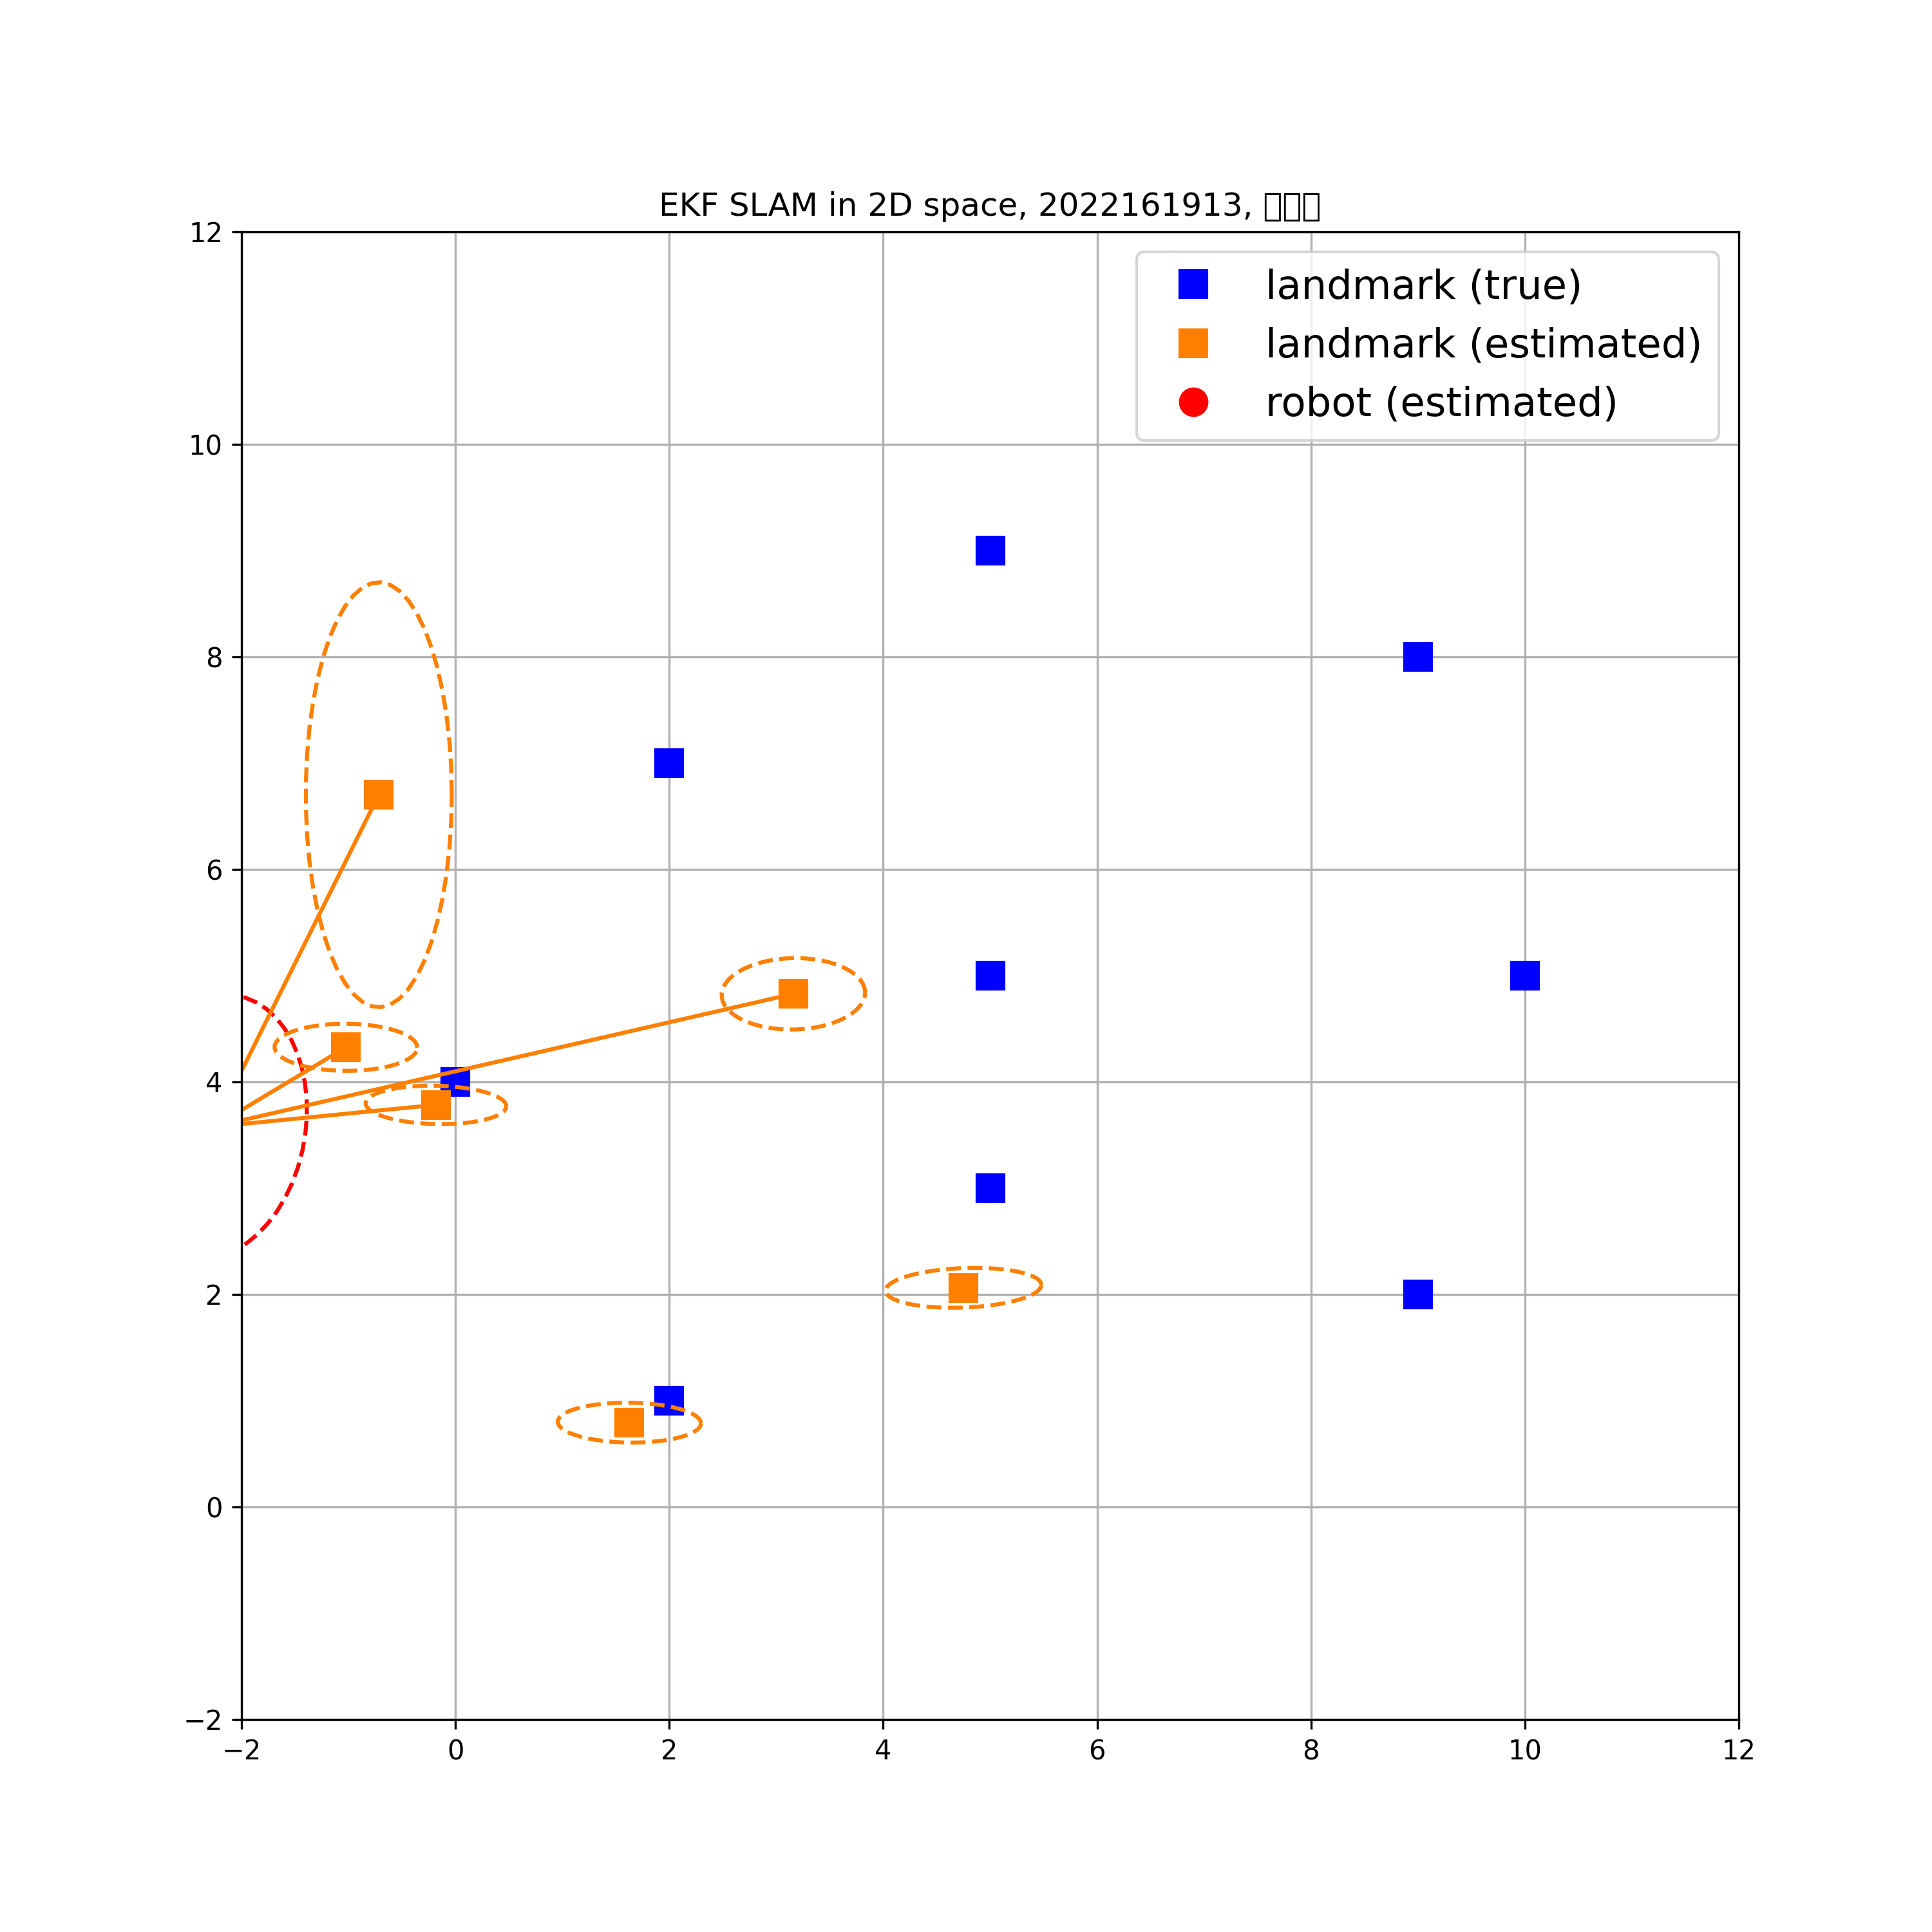 EKF SLAM in 2D space, 2022161913,
landmark (true)
landmark (estimated)
robot (estimated)
12
10
8
6
4
2
0
−2
−2 0 2 4 6 8 10 12